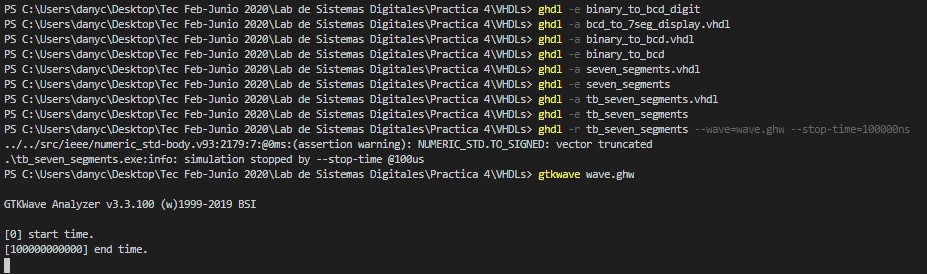 PS C:\Users\danyc\Desktop\Tec Feb-Junio 2020\Lab de Sistemas Digitales\Practica 4\VHDLs> ghdl -e binary_to_bcd_digit
PS C:\Users\danyc\Desktop\Tec Feb-Junio 2020\Lab de Sistemas Digitales\Practica 4\VHDLs> ghdl -a bcd_to_7seg_display.vhdl
PS C:\Users\danyc\Desktop\Tec Feb-Junio 2020\Lab de Sistemas Digitales\Practica 4\VHDLs> ghdl -a binary_to_bcd.vhdl
PS C:\Users\danyc\Desktop\Tec Feb-Junio 2020\Lab de Sistemas Digitales\Practica 4\VHDLs> ghdl -e binary_to_bcd
PS C:\Users\danyc\Desktop\Tec Feb-Junio 2020\Lab de Sistemas Digitales\Practica 4\VHDLs> ghdl -a seven_segments.vhdl
PS C:\Users\danyc\Desktop\Tec Feb-Junio 2020\Lab de Sistemas Digitales\Practica 4\VHDLs> ghdl -e seven_segments
PS C:\Users\danyc\Desktop\Tec Feb-Junio 2020\Lab de Sistemas Digitales\Practica 4\VHDLs> ghdl -a tb_seven_segments.vhdl
PS C:\Users\danyc\Desktop\Tec Feb-Junio 2020\Lab de Sistemas Digitales\Practica 4\VHDLs> ghdl -e tb_seven_segments
PS C:\Users\danyc\Desktop\Tec Feb-Junio 2020\Lab de Sistemas Digitales\Practica 4\VHDLs> ghdl -r tb_seven_segments --wave=wave.ghw --stop-time=100000ns
../../src/ieee/numeric_std-body.v93:2179:7:@0ms:(assertion warning): NUMERIC_STD.TO_SIGNED: vector truncated
.\tb_seven_segments.exe:info: simulation stopped by --stop-time @100us
PS C:\Users\danyc\Desktop\Tec Feb-Junio 2020\Lab de Sistemas Digitales\Practica 4\VHDLs> gtkwave wave.ghw
GTKWave Analyzer v3.3.100 (w)1999-2019 BSI
[0] start time.
[100000000000] end time.